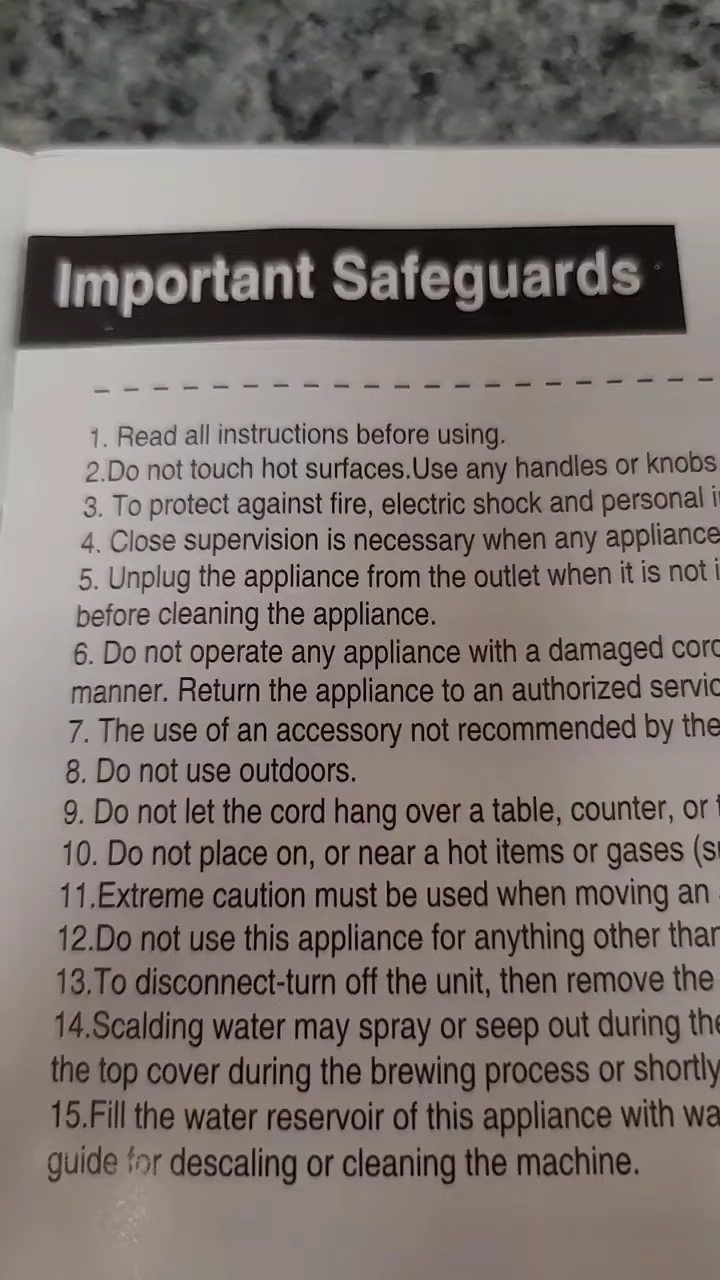 Important Safeguards
1. Read all instructions before using.
2.Do not touch hot surfaces.Use any handles or knobs
3. To protect against fire, electric shock and personal
4. Close supervision is necessary when any appliance
5. Unplug the appliance from the outlet when it is not
before cleaning the appliance.
6. Do not operate any appliance with a damaged
manner. Return the appliance to an authorized
7. The use of an accessory not recommended by the
8. Do not use outdoors.
9. Do not let the cord hang over a table, counter, or
10. Do not place on, or near a hot items or gases
11.Extreme caution must be used when moving an
12.Do not use this appliance for anything other
13.To disconnect-turn off the unit, then remove the
14.Scalding water may spray or seep out during
the top cover during the brewing process or shortly
15.Fill the water reservoir of this appliance with
guide for descaling or cleaning the machine.